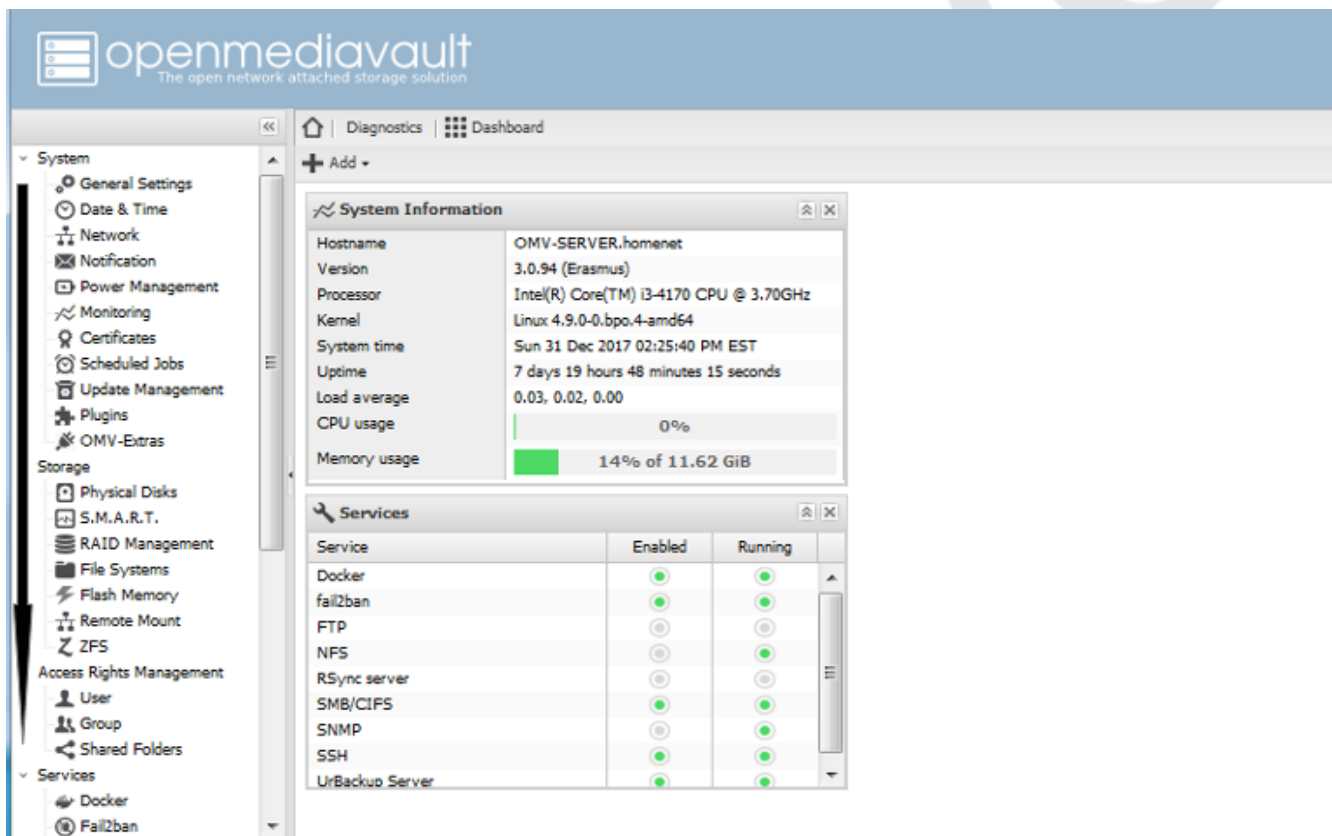 openmediavault
The open network attached storage solution
Diagnostics | Dashboard
Add
System
General Settings
Date & Time
Network
Notification
Power Management
Monitoring
Certificates
Scheduled Jobs
Update Management
Plugins
OMV-Extras
Storage
Physical Disks
S.M.A.R.T.
RAID Management
File Systems
Flash Memory
Remote Mount
ZFS
Access Rights Management
User
Group
Shared Folders
Services
Docker
Fail2ban
System Information
Hostname OMV-SERVER.homenet
Version 3.0.94 (Erasmus)
Processor Intel(R) Core(TM) i3-4170 CPU @ 3.70GHz
Kernel Linux 4.9.0-0.bpo.4-amd64
System time Sun 31 Dec 2017 02:25:40 PM EST
Uptime 7 days 19 hours 48 minutes 15 seconds
Load average 0.03, 0.02, 0.00
CPU usage 0%
Memory usage 14% of 11.62 GiB
Services
Service Enabled Running
Docker
fail2ban
FTP
NFS
RSync server
SMB/CIFS
SNMP
SSH
UrBackup Server